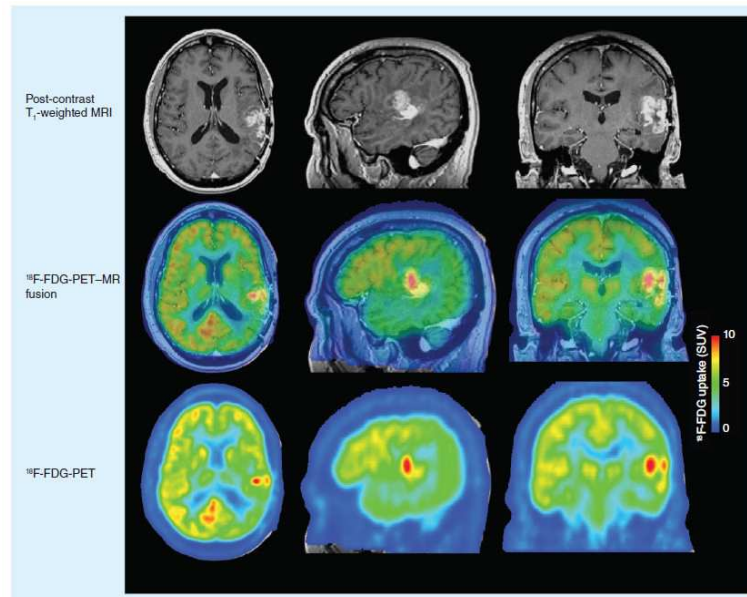 Post-contrast
T₁-weighted MRI
¹⁸F-FDG-PET–MR
fusion
¹⁸F-FDG-PET
¹⁸F-FDG uptake (SUV)
10
5
0